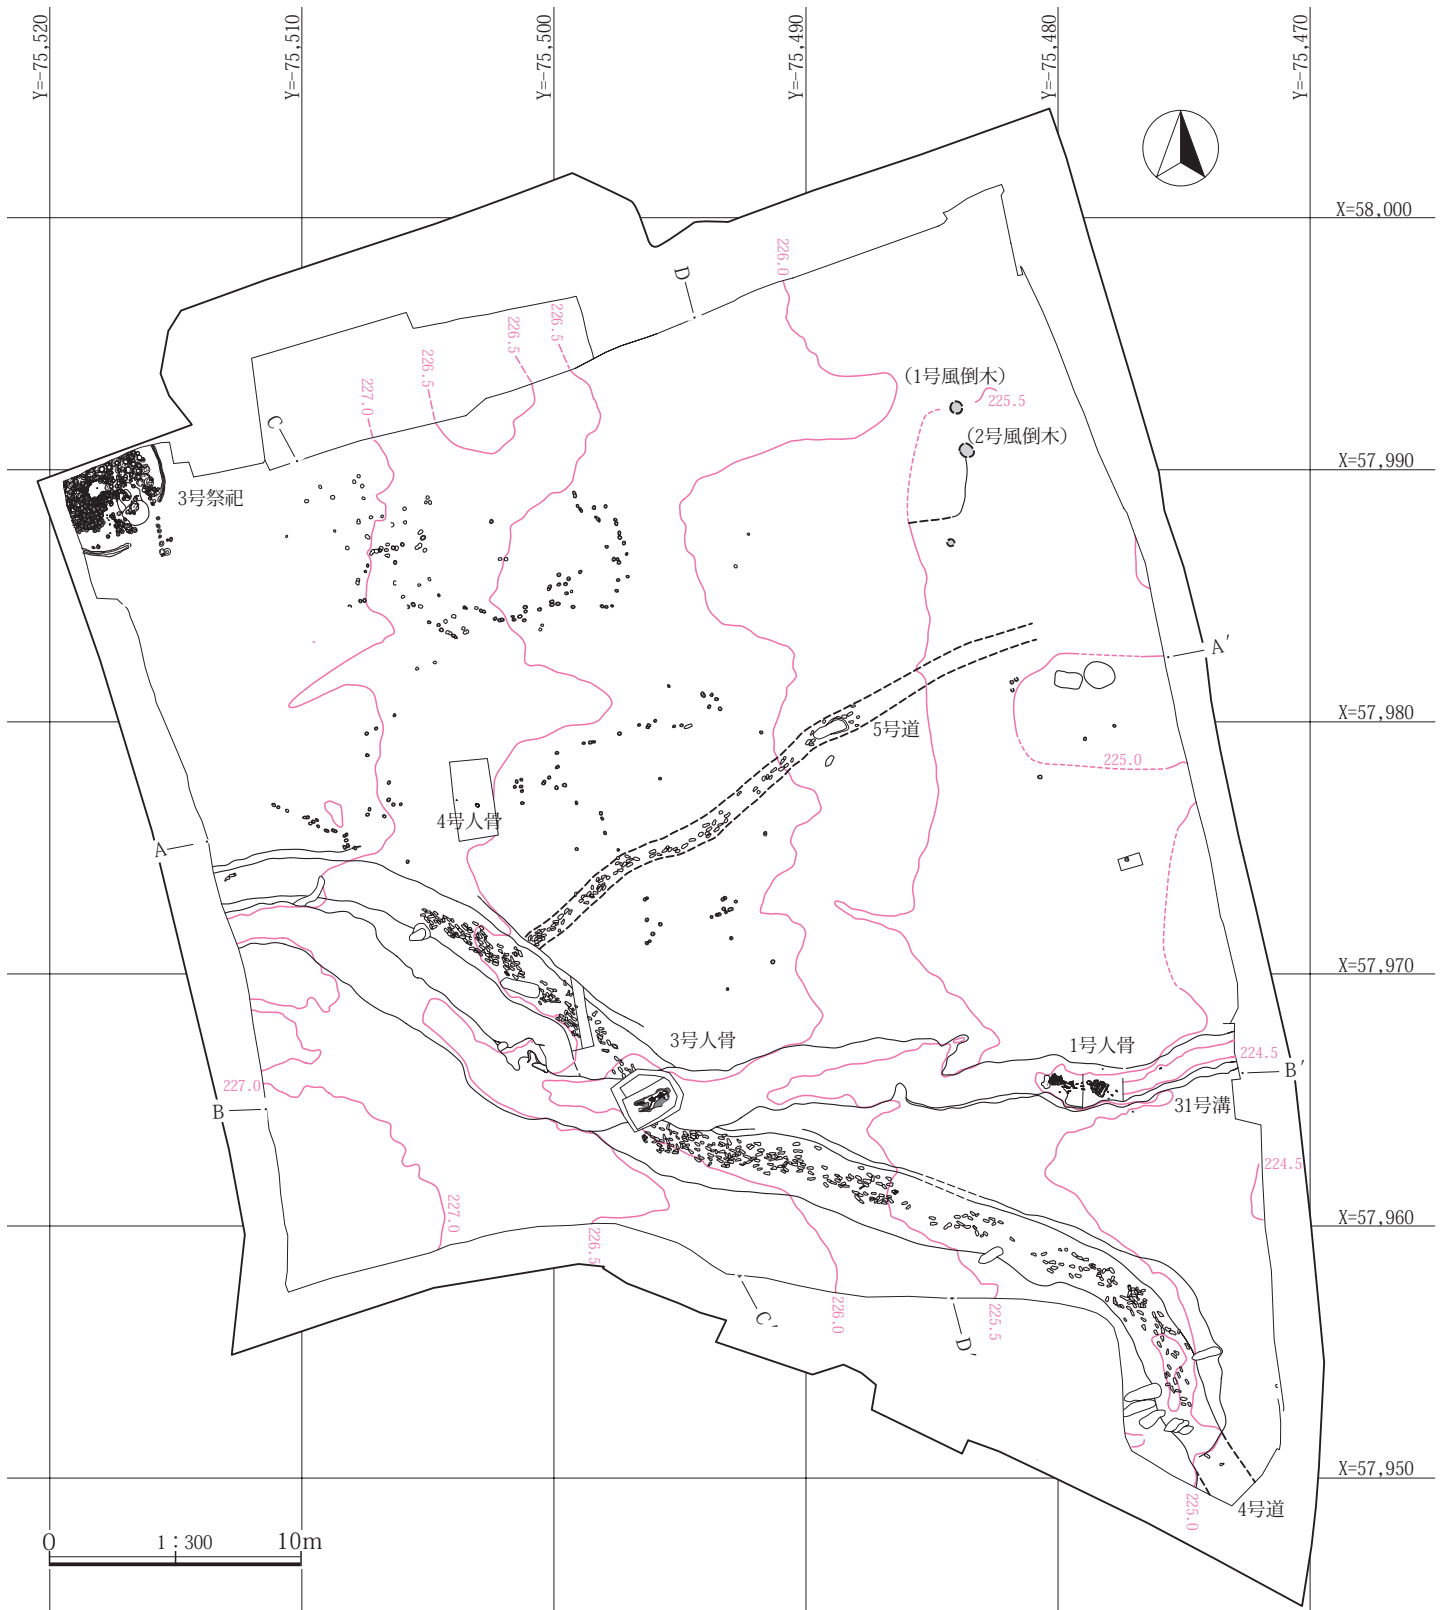 Y=-75,520
Y=-75,510
Y=-75,500
Y=-75,490
Y=-75,480
Y=-75,470
X=58,000
226.0
D
226.5
226.5
226.5
227.0
(1号風倒木)
225.5
C
(2号風倒木)
X=57,990
3号祭祀
A′
X=57,980
5号道
225.0
4号人骨
A
X=57,970
3号人骨
1号人骨
224.5
B′
227.0
B
31号溝
224.5
227.0
X=57,960
226.5
C′
226.0
225.5
D′
X=57,950
225.0
4号道
0 1：300 10m